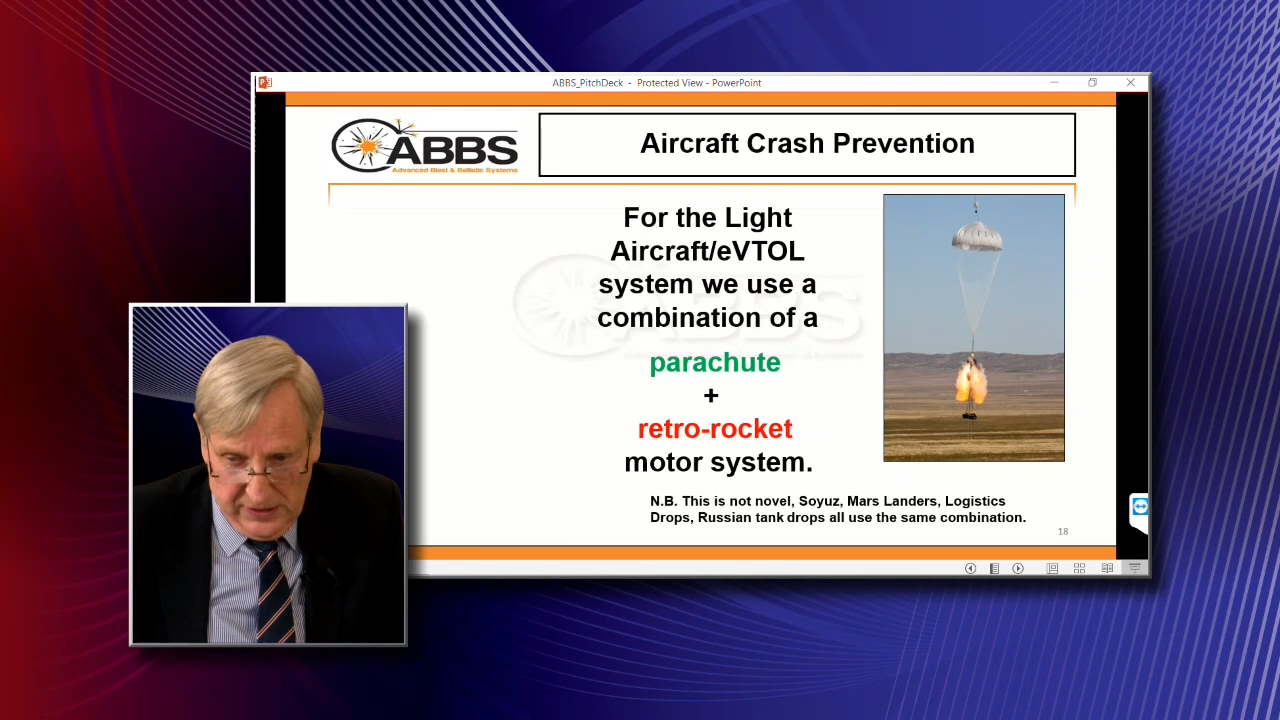 ABBS_PitchDeck - Protected View - PowerPoint
ABBS
Advanced Blast & Ballistic Systems
Aircraft Crash Prevention
For the Light
Aircraft/eVTOL
system we use a
combination of a
parachute
+
retro-rocket
motor system.
N.B. This is not novel, Soyuz, Mars Landers, Logistics
Drops, Russian tank drops all use the same combination.
18